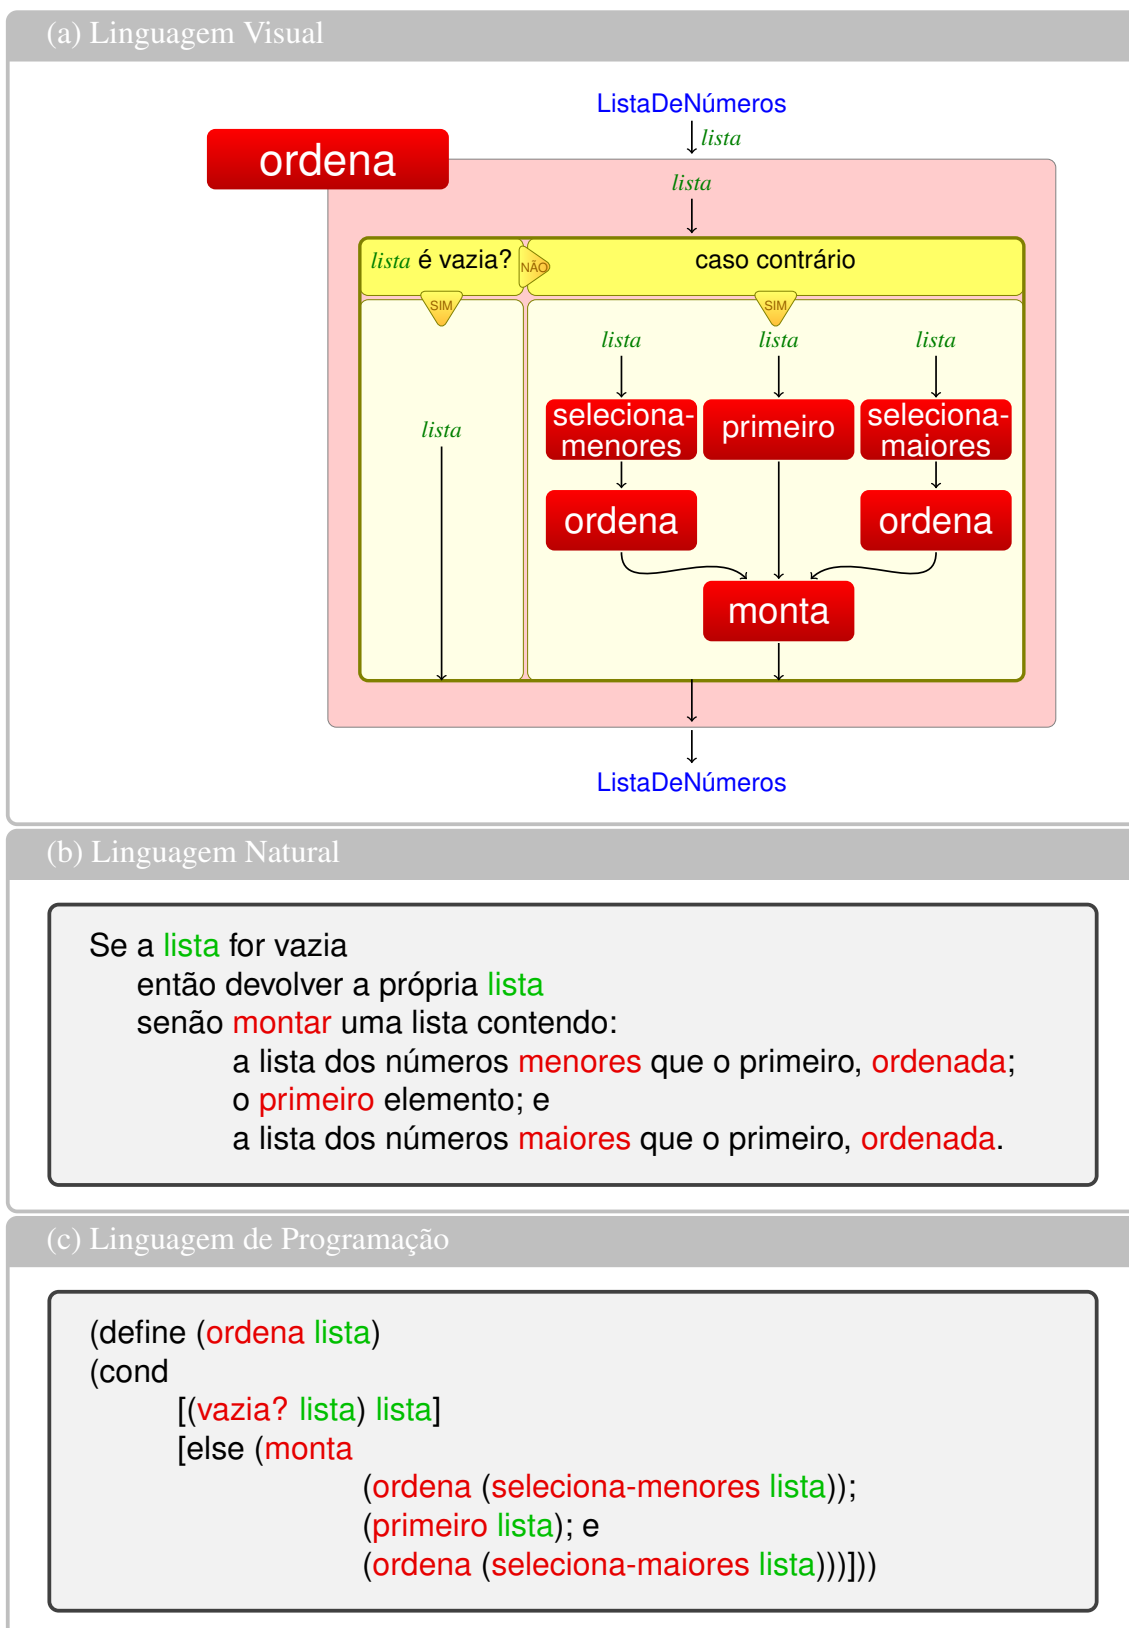 (a) Linguagem Visual
ListaDeNúmeros
lista
ordena
lista
lista é vazia?
NÃO
caso contrário
SIM
SIM
lista
lista
lista
lista
seleciona-
menores
primeiro
seleciona-
maiores
ordena
ordena
monta
ListaDeNúmeros
(b) Linguagem Natural
Se a lista for vazia
então devolver a própria lista
senão montar uma lista contendo:
a lista dos números menores que o primeiro, ordenada;
o primeiro elemento; e
a lista dos números maiores que o primeiro, ordenada.
(c) Linguagem de Programação
(define (ordena lista)
(cond
[(vazia? lista) lista]
[else (monta
(ordena (seleciona-menores lista));
(primeiro lista); e
(ordena (seleciona-maiores lista)))]))